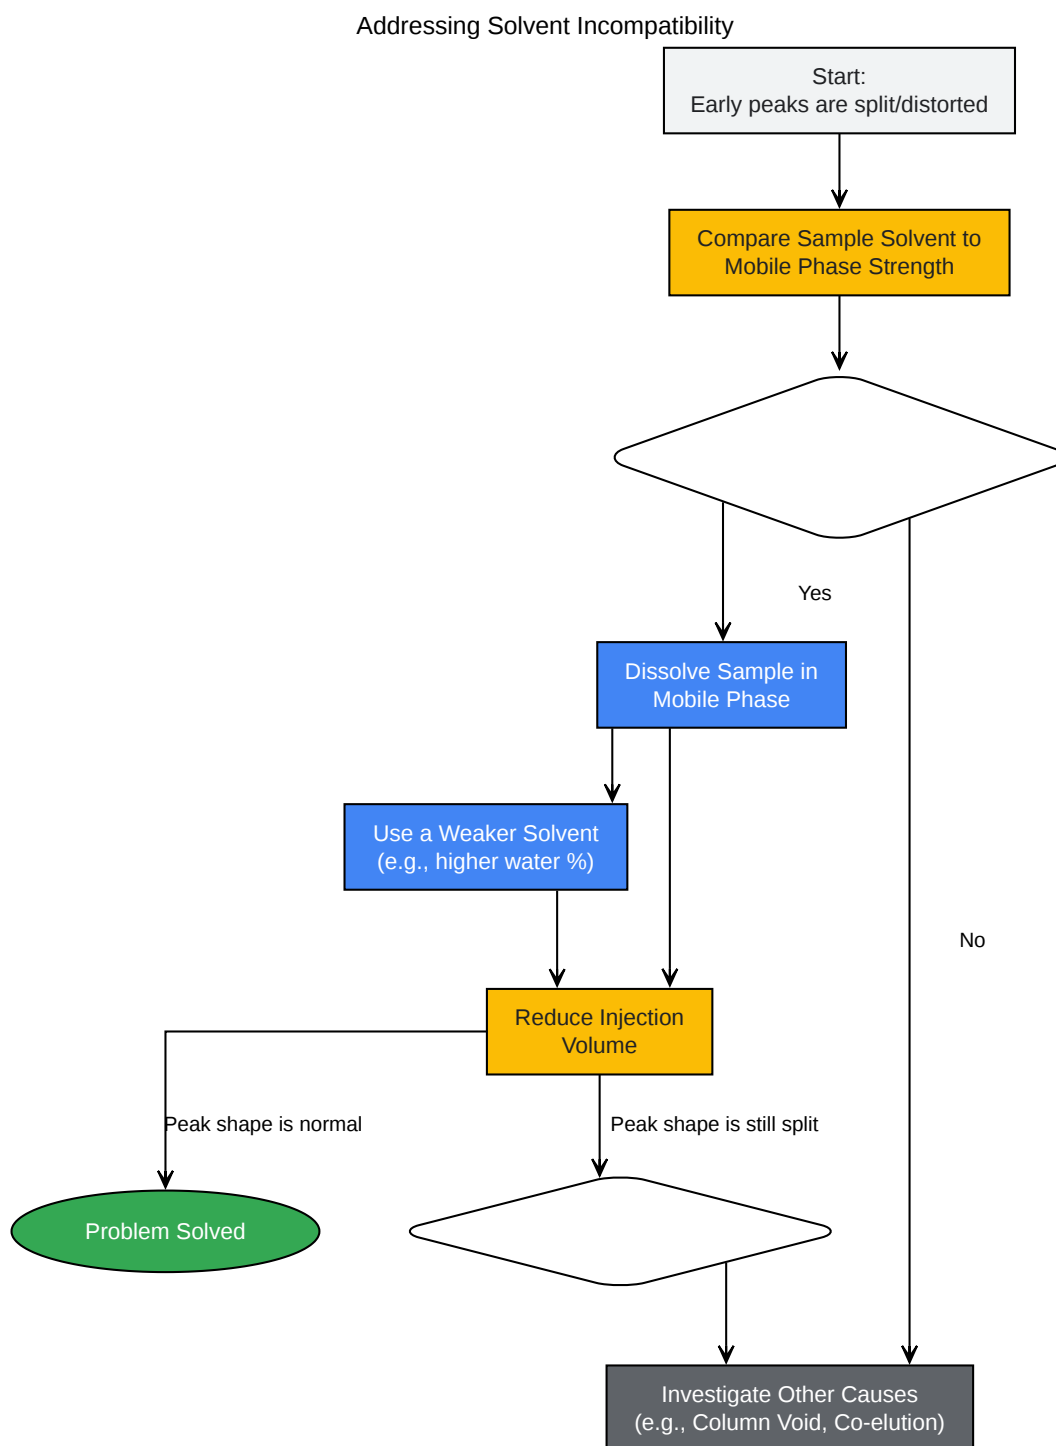 Addressing Solvent Incompatibility
Start:
Early peaks are split/distorted
Compare Sample Solvent to
Mobile Phase Strength
Yes
Dissolve Sample in
Mobile Phase
Use a Weaker Solvent
(e.g., higher water %)
No
Reduce Injection
Volume
Peak shape is normal
Peak shape is still split
Problem Solved
Investigate Other Causes
(e.g., Column Void, Co-elution)